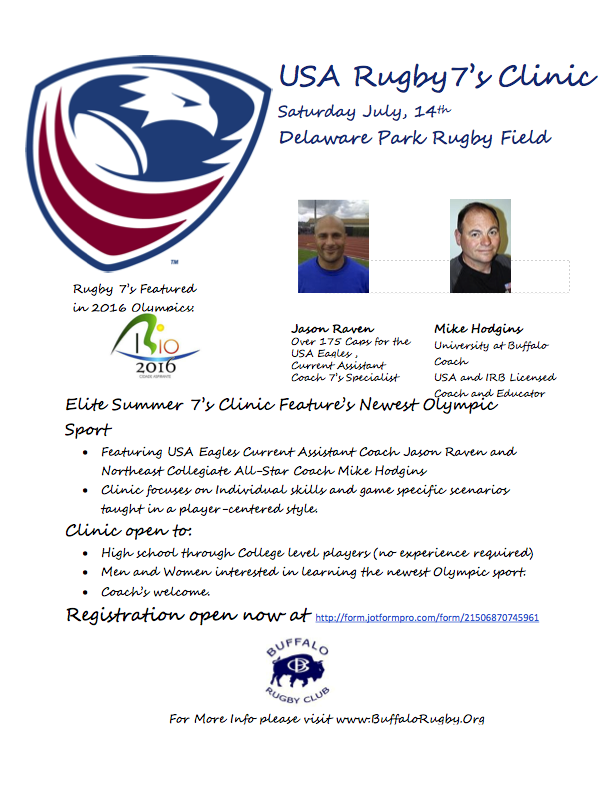 USA Rugby7's Clinic
Saturday July, 14th
Delaware Park Rugby Field
TM
Rugby 7's Featured
in 2016 Olympics:
Rio
2016
CIDADE ASPIRANTE
Jason Raven
Over 175 Caps for the
USA Eagles ,
Current Assistant
Coach 7's Specialist
Mike Hodgins
University at Buffalo
Coach
USA and IRB Licensed
Coach and Educator
Elite Summer 7's Clinic Feature's Newest Olympic
Sport
• Featuring USA Eagles Current Assistant Coach Jason Raven and
Northeast Collegiate All-Star Coach Mike Hodgins
• Clinic focuses on Individual skills and game specific scenarios
taught in a player-centered style.
Clinic open to:
• High school through College level players (no experience required)
• Men and Women interested in learning the newest Olympic sport.
• Coach's welcome.
Registration open now at http://form.jotformpro.com/form/21506870745961
BUFFALO
CB
RUGBY CLUB
For More Info please visit www.BuffaloRugby.Org